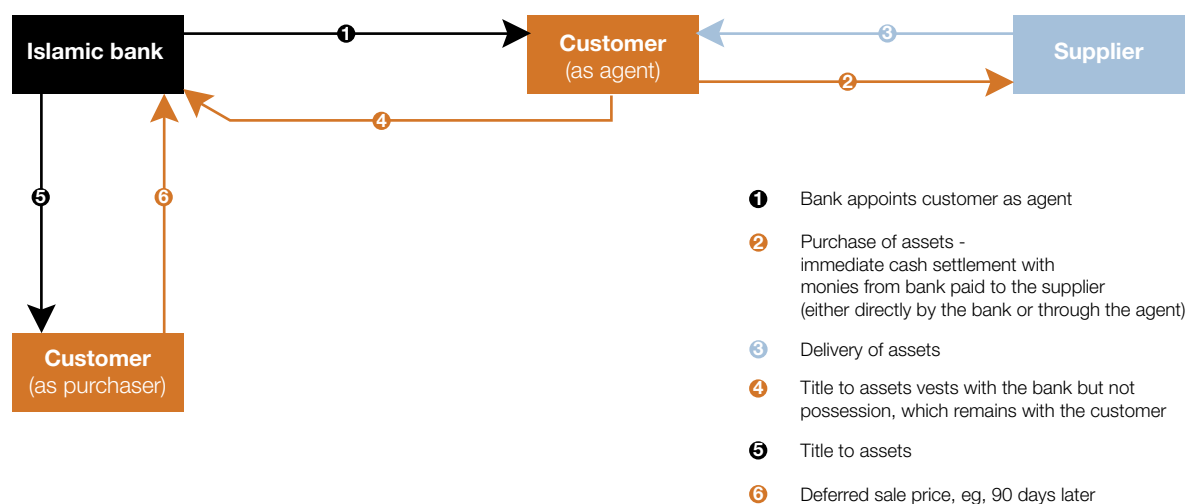 Islamic bank
1
Customer
(as agent)
3
Supplier
2
4
5
6
Customer
(as purchaser)
1 Bank appoints customer as agent
2 Purchase of assets -
immediate cash settlement with
monies from bank paid to the supplier
(either directly by the bank or through the agent)
3 Delivery of assets
4 Title to assets vests with the bank but not
possession, which remains with the customer
5 Title to assets
6 Deferred sale price, eg, 90 days later